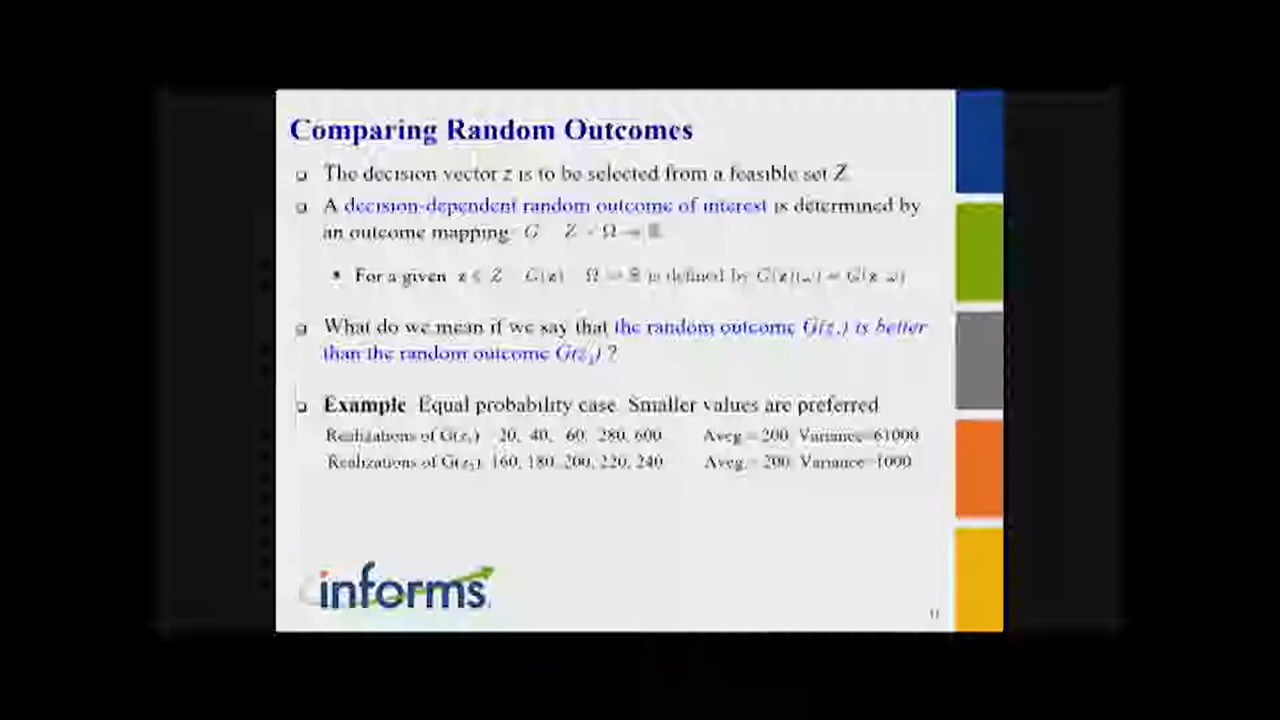 Comparing Random Outcomes
The decision vector z is to be selected from a feasible set Z
A decision-dependent random outcome of interest is determined by
an outcome mapping G Z Ω → ℝ
For a given z ∈ Z G(z) Ω → ℝ is defined by G(z)(ω) = G(z ω)
What do we mean if we say that the random outcome G(z) is better
than the random outcome G(z) ?
Example Equal probability case. Smaller values are preferred
Realizations of G(z) 20, 40, 60, 280, 600 Aveg = 200, Variance=61000
Realizations of G(z) 160, 180, 200, 220, 240 Aveg. = 200, Variance=1000
informs